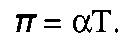 π = αT.